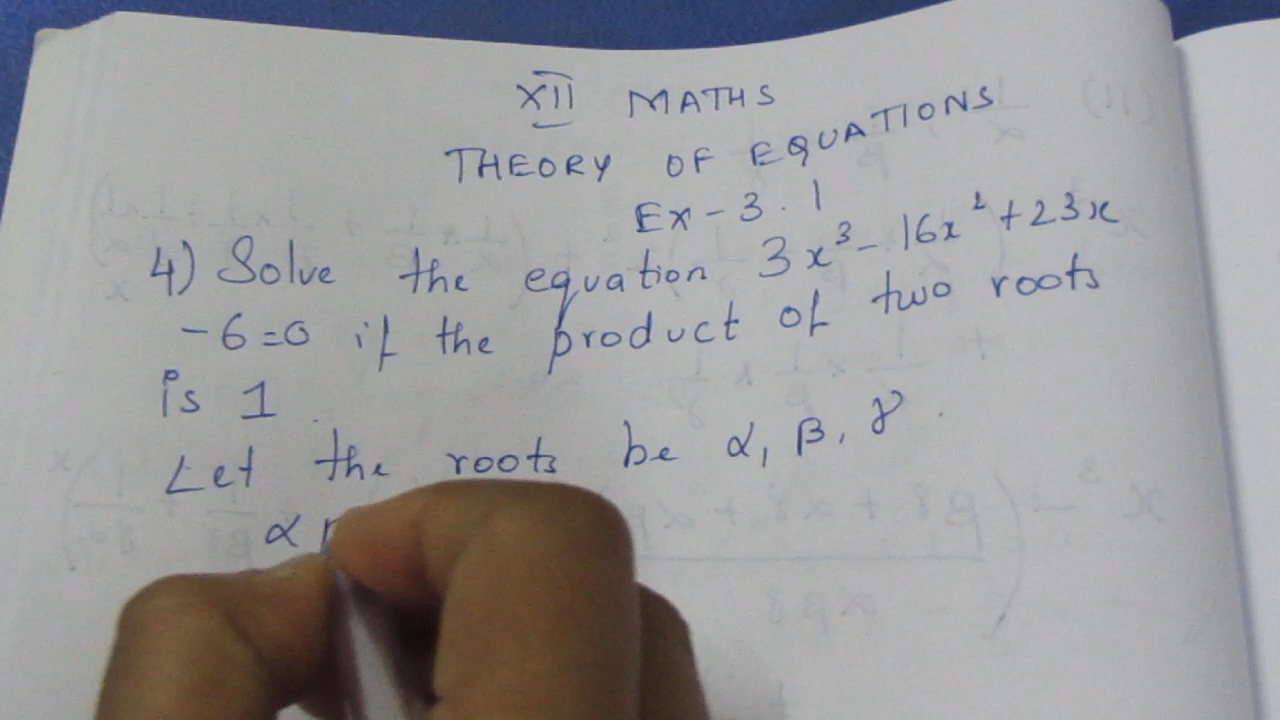 XII MATHS
THEORY OF EQUATIONS
Ex - 3.1
4) Solve the equation 3x³ - 16x² + 23x
- 6 = 0 if the product of two roots
is 1.
Let the roots be α, β, γ.
α